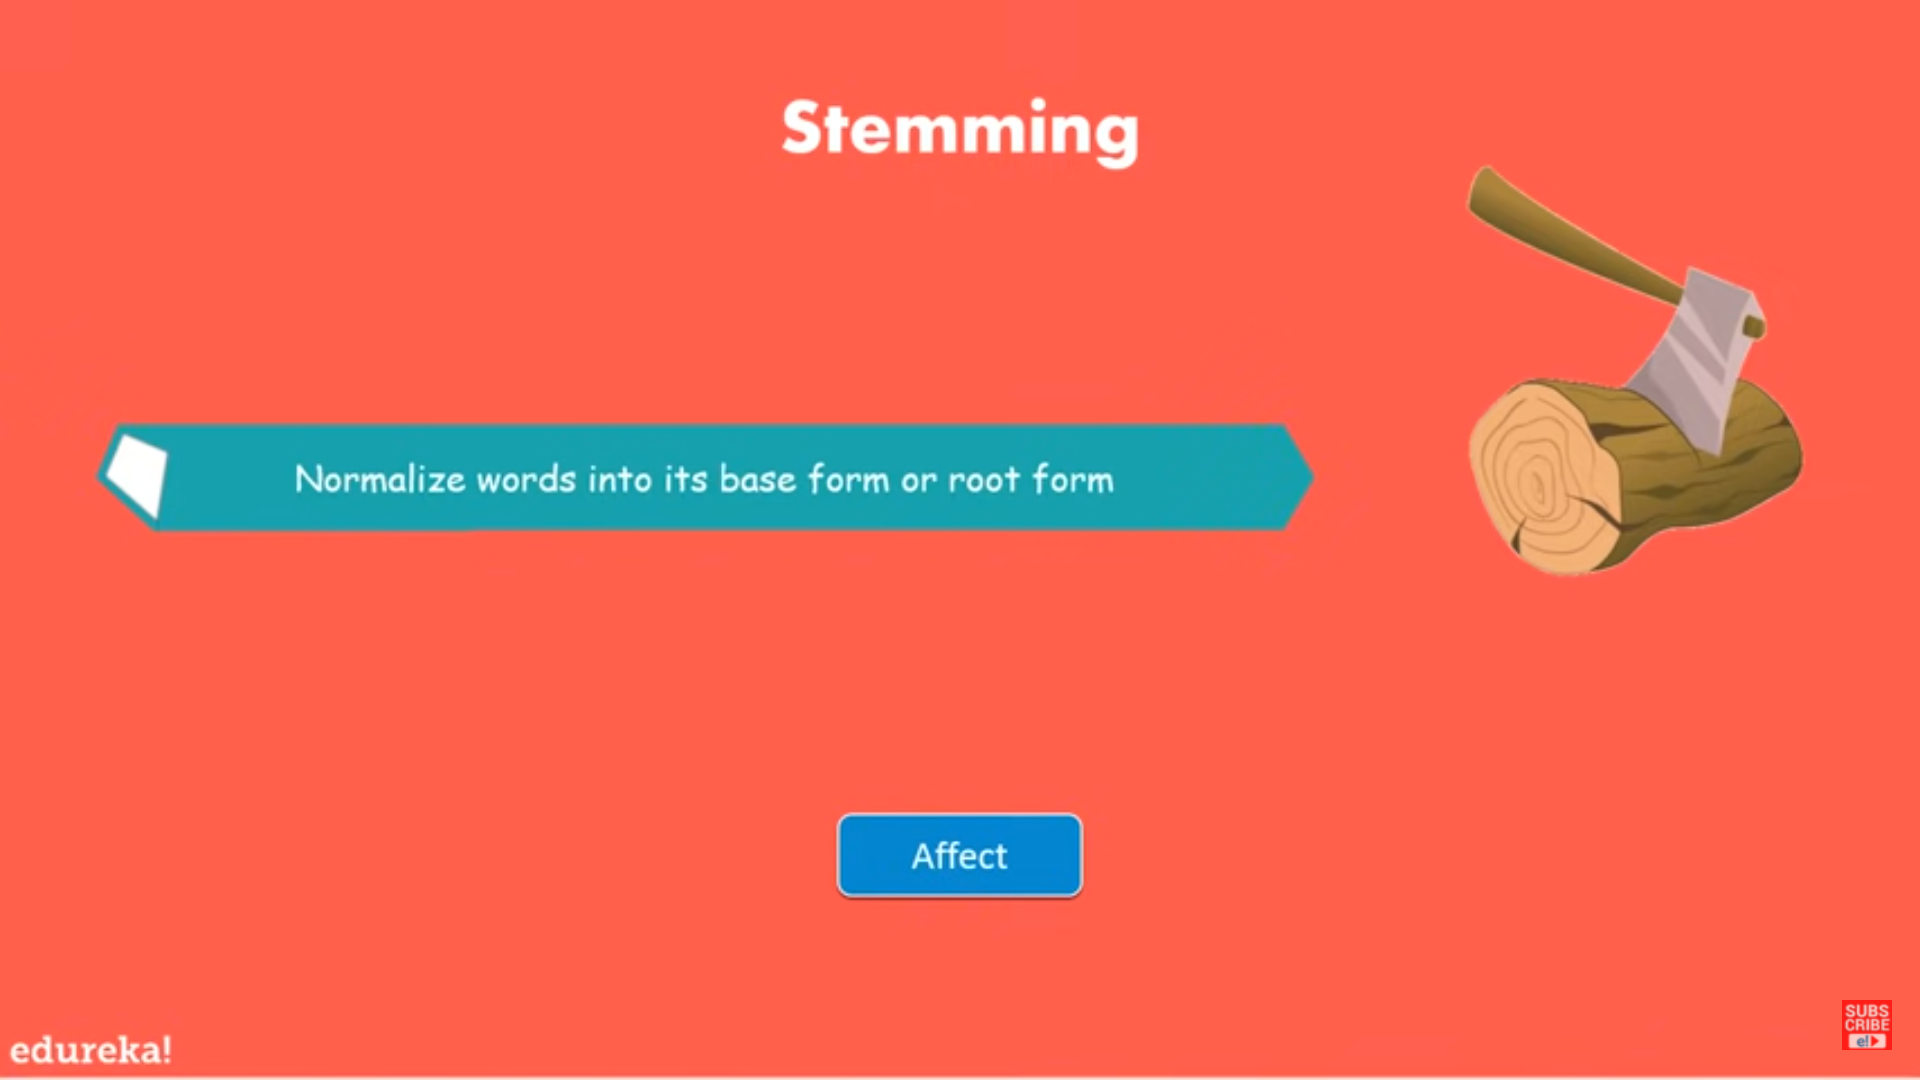 Stemming
Normalize words into its base form or root form
Affect
edureka!
SUBS
CRIBE
e!